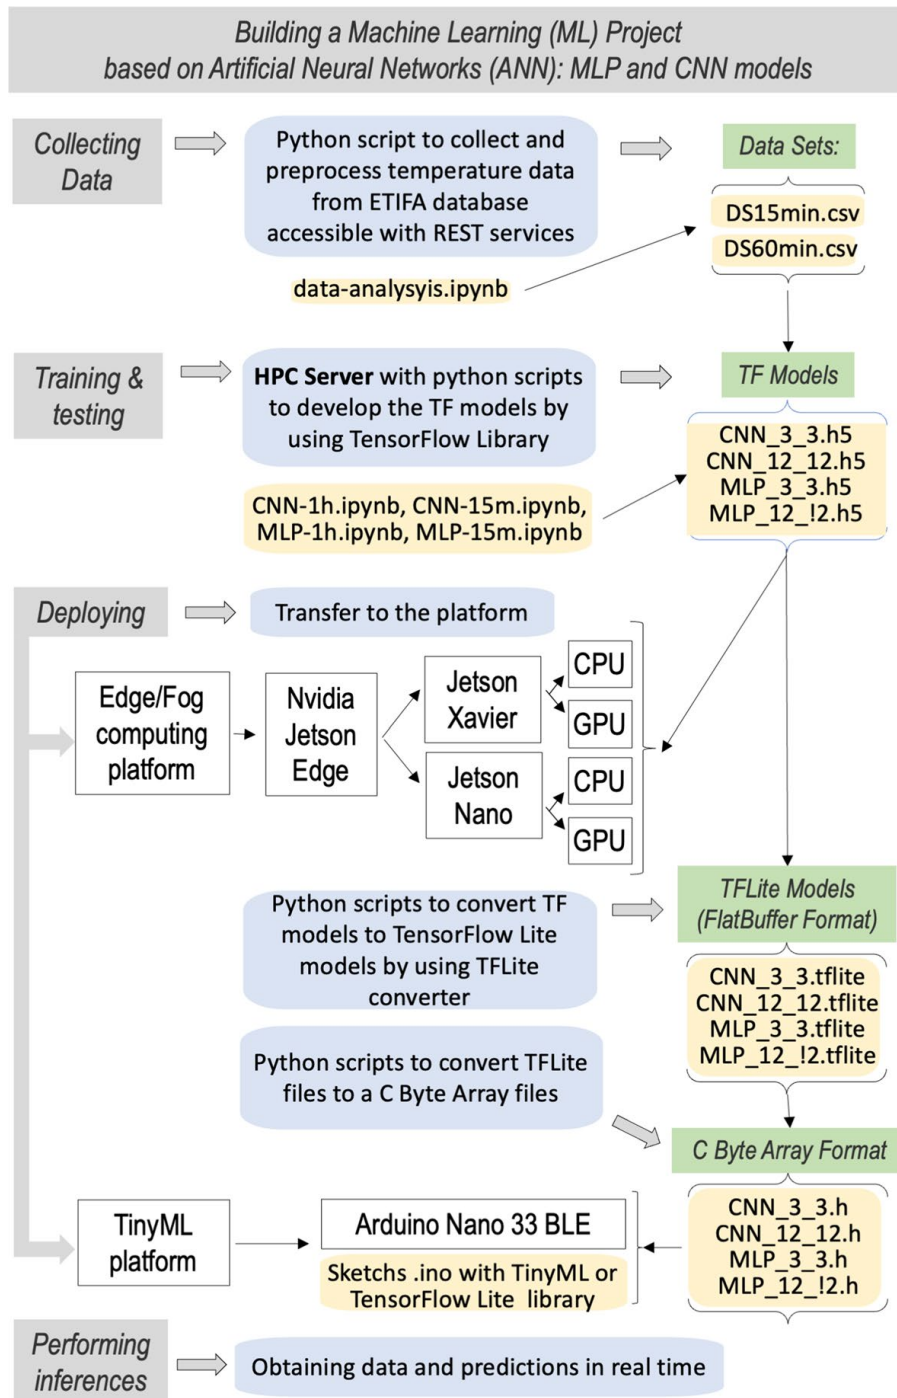 Building a Machine Learning (ML) Project
based on Artificial Neural Networks (ANN): MLP and CNN models
Collecting
Data
Python script to collect and
preprocess temperature data
from ETIFA database
accessible with REST services
data-analysyis.ipynb
Data Sets:
DS15min.csv
DS60min.csv
Training &
testing
HPC Server with python scripts
to develop the TF models by
using TensorFlow Library
CNN-1h.ipynb, CNN-15m.ipynb,
MLP-1h.ipynb, MLP-15m.ipynb
TF Models
CNN_3_3.h5
CNN_12_12.h5
MLP_3_3.h5
MLP_12_!2.h5
Deploying
Transfer to the platform
Edge/Fog
computing
platform
Nvidia
Jetson
Edge
Jetson
Xavier
CPU
GPU
Jetson
Nano
CPU
GPU
Python scripts to convert TF
models to TensorFlow Lite
models by using TFLite
converter
TFLite Models
(FlatBuffer Format)
CNN_3_3.tflite
CNN_12_12.tflite
MLP_3_3.tflite
MLP_12_!2.tflite
Python scripts to convert TFLite
files to a C Byte Array files
C Byte Array Format
CNN_3_3.h
CNN_12_12.h
MLP_3_3.h
MLP_12_!2.h
TinyML
platform
Arduino Nano 33 BLE
Sketchs .ino with TinyML or
TensorFlow Lite library
Performing
inferences
Obtaining data and predictions in real time